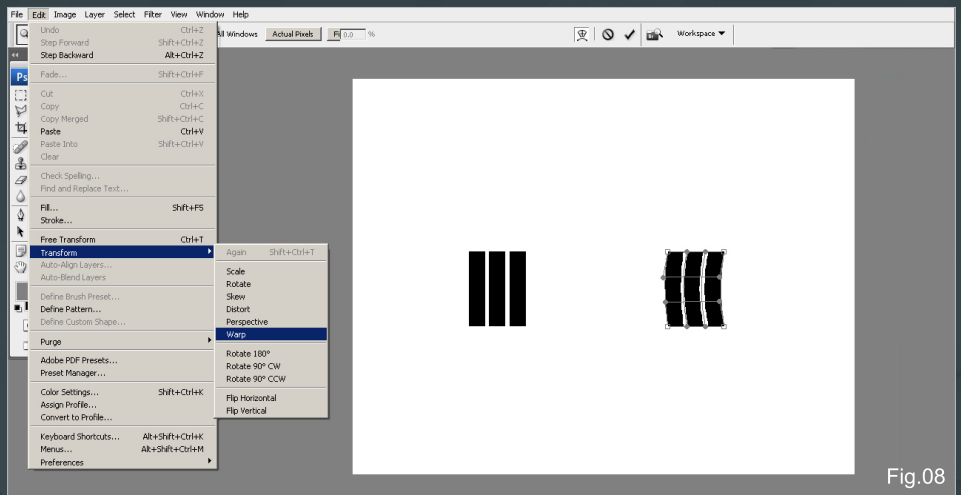 File Edit Image Layer Select Filter View Window Help
All Windows Actual Pixels Fi 0.0 % Workspace
Undo Ctrl+Z
Step Forward Shift+Ctrl+Z
Step Backward Alt+Ctrl+Z
Ps
Fade... Shift+Ctrl+F
Cut Ctrl+X
Copy Ctrl+C
Copy Merged Shift+Ctrl+C
Paste Ctrl+V
Paste Into Shift+Ctrl+V
Clear
Check Spelling...
Find and Replace Text...
Fill... Shift+F5
Stroke...
Free Transform Ctrl+T
Transform
Auto-Align Layers...
Auto-Blend Layers
Define Brush Preset...
Define Pattern...
Define Custom Shape...
Purge
Adobe PDF Presets...
Preset Manager...
Color Settings... Shift+Ctrl+K
Assign Profile...
Convert to Profile...
Keyboard Shortcuts... Alt+Shift+Ctrl+K
Menus... Alt+Shift+Ctrl+M
Preferences
Again Shift+Ctrl+T
Scale
Rotate
Skew
Distort
Perspective
Warp
Rotate 180°
Rotate 90° CW
Rotate 90° CCW
Flip Horizontal
Flip Vertical
Fig.08